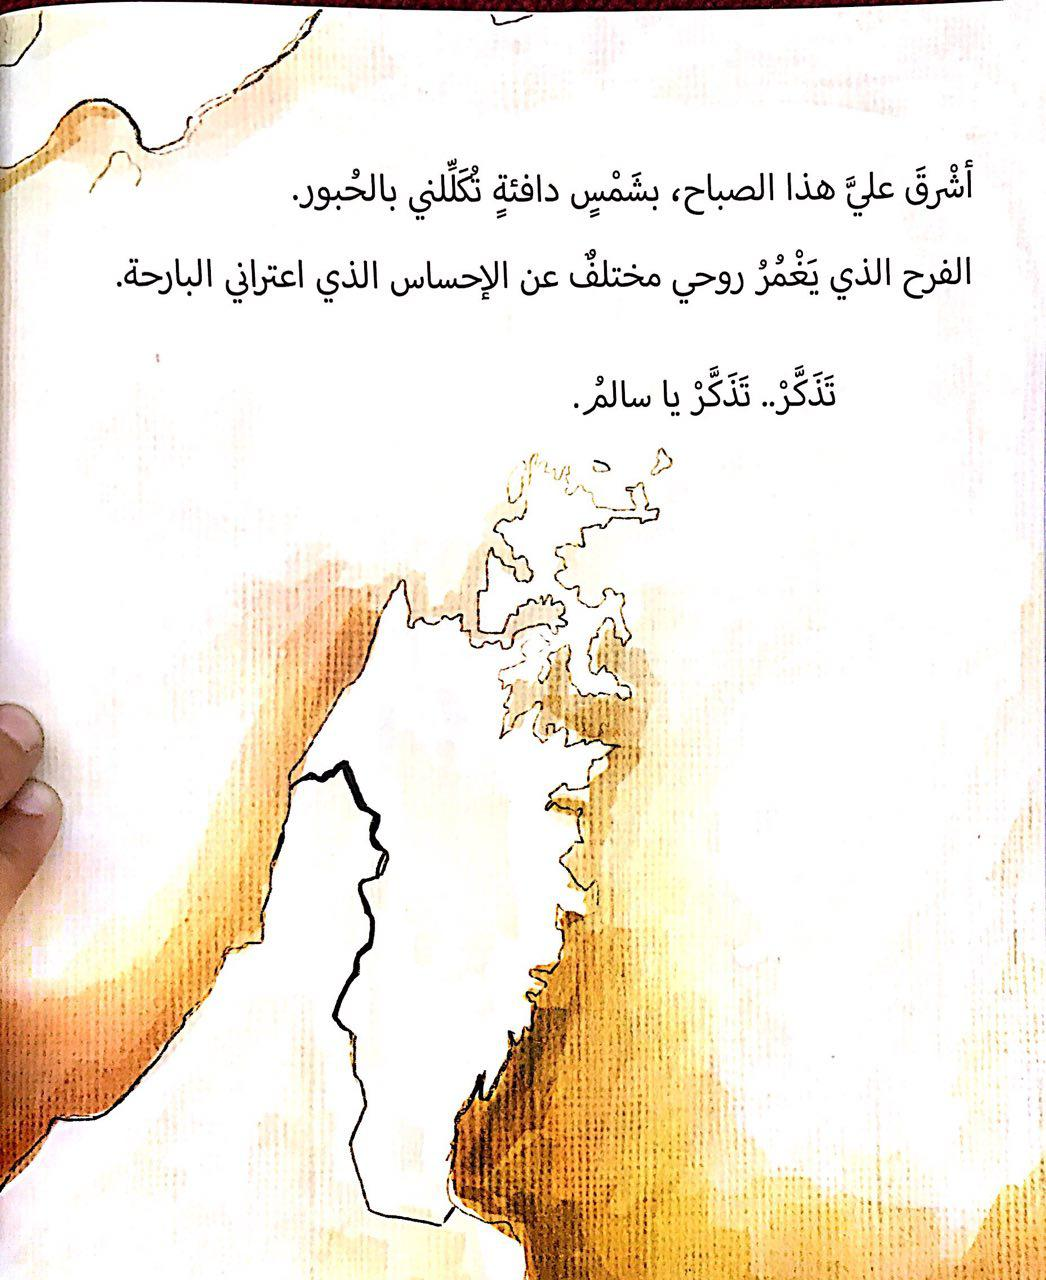 أشْرقَ عليَّ هذا الصباح، بشَمْسٍ دافئةٍ تُكَلِّلني بالحُبور.
الفرح الذي يَغْمُرُ روحي مختلفٌ عن الإحساس الذي اعتراني البارحة.
تَذَكَّرْ.. تَذَكَّرْ يا سالمُ.